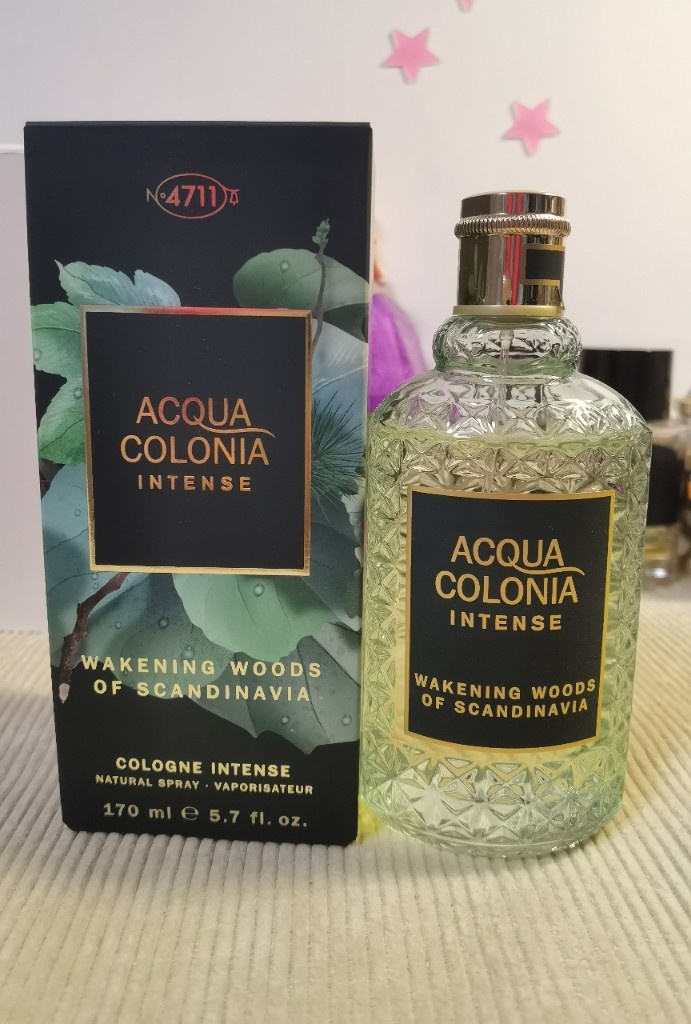 Nº4711
ACQUA
COLONIA
INTENSE
WAKENING WOODS
OF SCANDINAVIA
COLOGNE INTENSE
NATURAL SPRAY · VAPORISATEUR
170 ml ℮ 5.7 fl. oz.
ACQUA
COLONIA
INTENSE
WAKENING WOODS
OF SCANDINAVIA